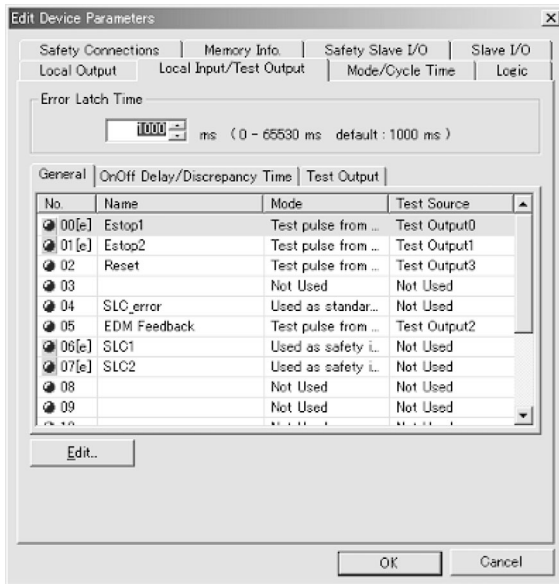 Edit Device Parameters
Safety Connections Memory Info. Safety Slave I/O Slave I/O
Local Output Local Input/Test Output Mode/Cycle Time Logic
Error Latch Time
1000 ms ( 0 - 65530 ms default : 1000 ms )
General OnOff Delay/Discrepancy Time Test Output
No. Name Mode Test Source
00[e] Estop1 Test pulse from ... Test Output0
01[e] Estop2 Test pulse from ... Test Output1
02 Reset Test pulse from ... Test Output3
03 Not Used Not Used
04 SLC_error Used as standar... Not Used
05 EDM Feedback Test pulse from ... Test Output2
06[e] SLC1 Used as safety i... Not Used
07[e] SLC2 Used as safety i... Not Used
08 Not Used Not Used
09 Not Used Not Used
Edit..
OK Cancel